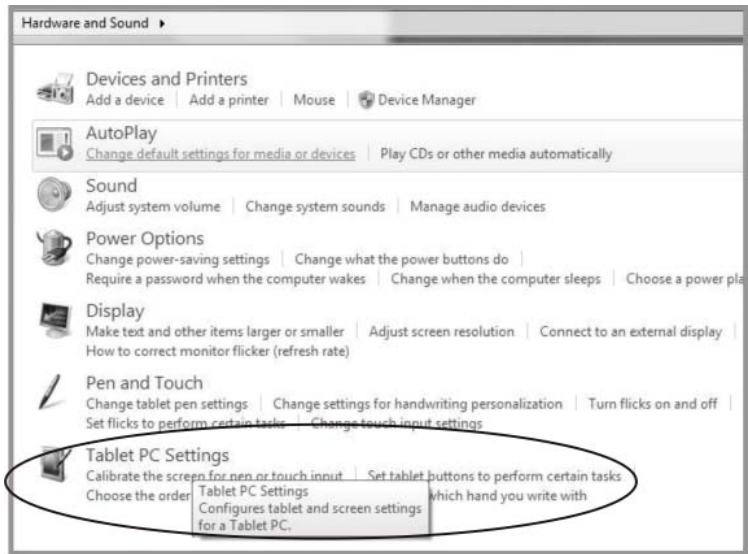 Hardware and Sound
Devices and Printers
Add a device | Add a printer | Mouse | Device Manager
AutoPlay
Change default settings for media or devices | Play CDs or other media automatically
Sound
Adjust system volume | Change system sounds | Manage audio devices
Power Options
Change power-saving settings | Change what the power buttons do |
Require a password when the computer wakes | Change when the computer sleeps | Choose a power pla
Display
Make text and other items larger or smaller | Adjust screen resolution | Connect to an external display |
How to correct monitor flicker (refresh rate)
Pen and Touch
Change tablet pen settings | Change settings for handwriting personalization | Turn flicks on and off |
Set flicks to perform certain tasks | Change touch input settings
Tablet PC Settings
Calibrate the screen for pen or touch input | Set tablet buttons to perform certain tasks
Choose the order which hand you write with
Tablet PC Settings
Configures tablet and screen settings
for a Tablet PC.